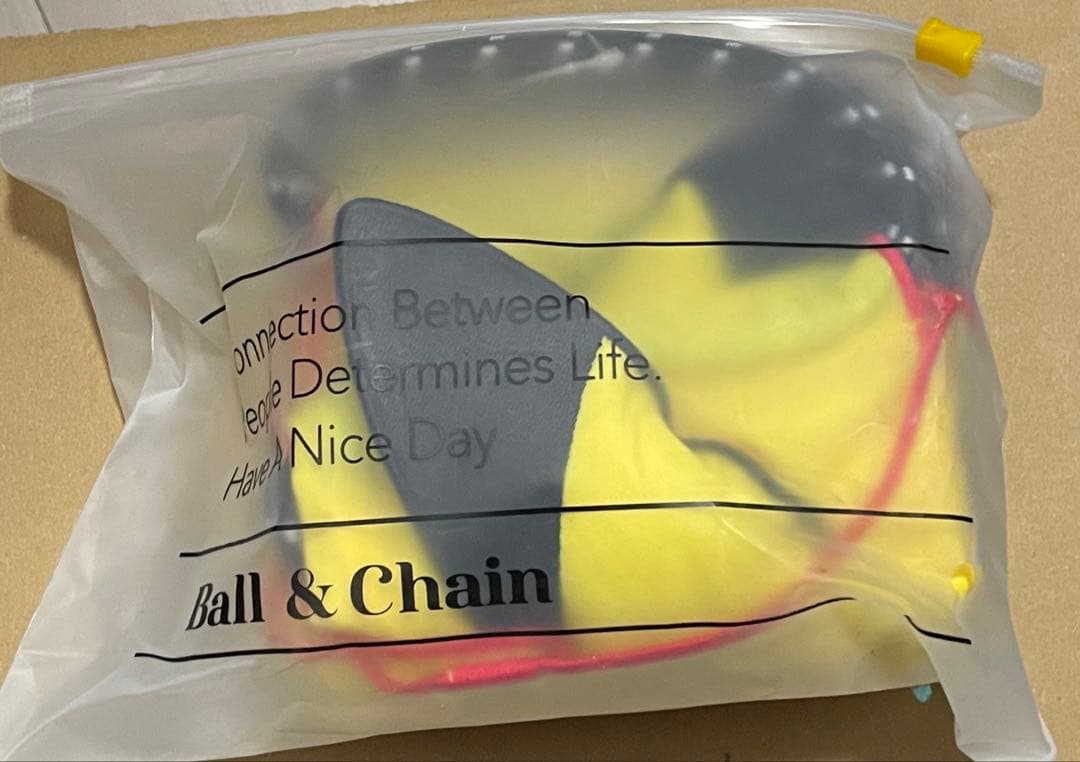 onnection Between
eople Determines Life.
Have A Nice Day
Ball & Chain